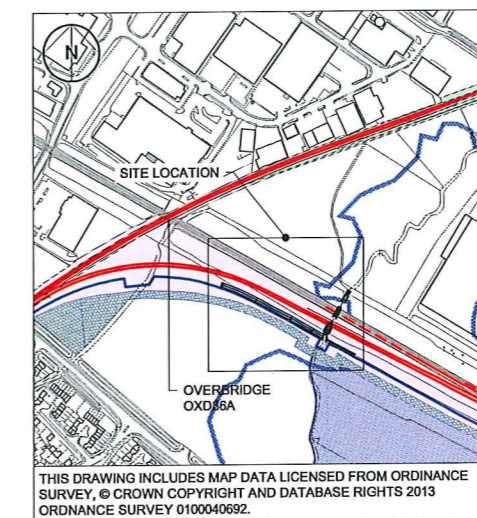 N
SITE LOCATION
OVERBRIDGE
OXD86A
THIS DRAWING INCLUDES MAP DATA LICENSED FROM ORDINANCE
SURVEY, © CROWN COPYRIGHT AND DATABASE RIGHTS 2013
ORDNANCE SURVEY 0100040692.